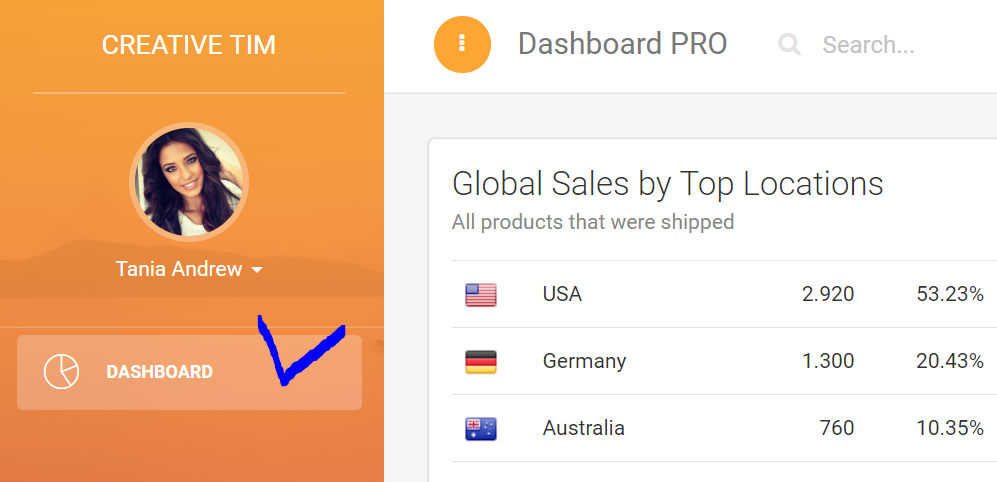 CREATIVE TIM
Tania Andrew
DASHBOARD
Dashboard PRO
Search...
Global Sales by Top Locations
All products that were shipped
USA 2.920 53.23%
Germany 1.300 20.43%
Australia 760 10.35%